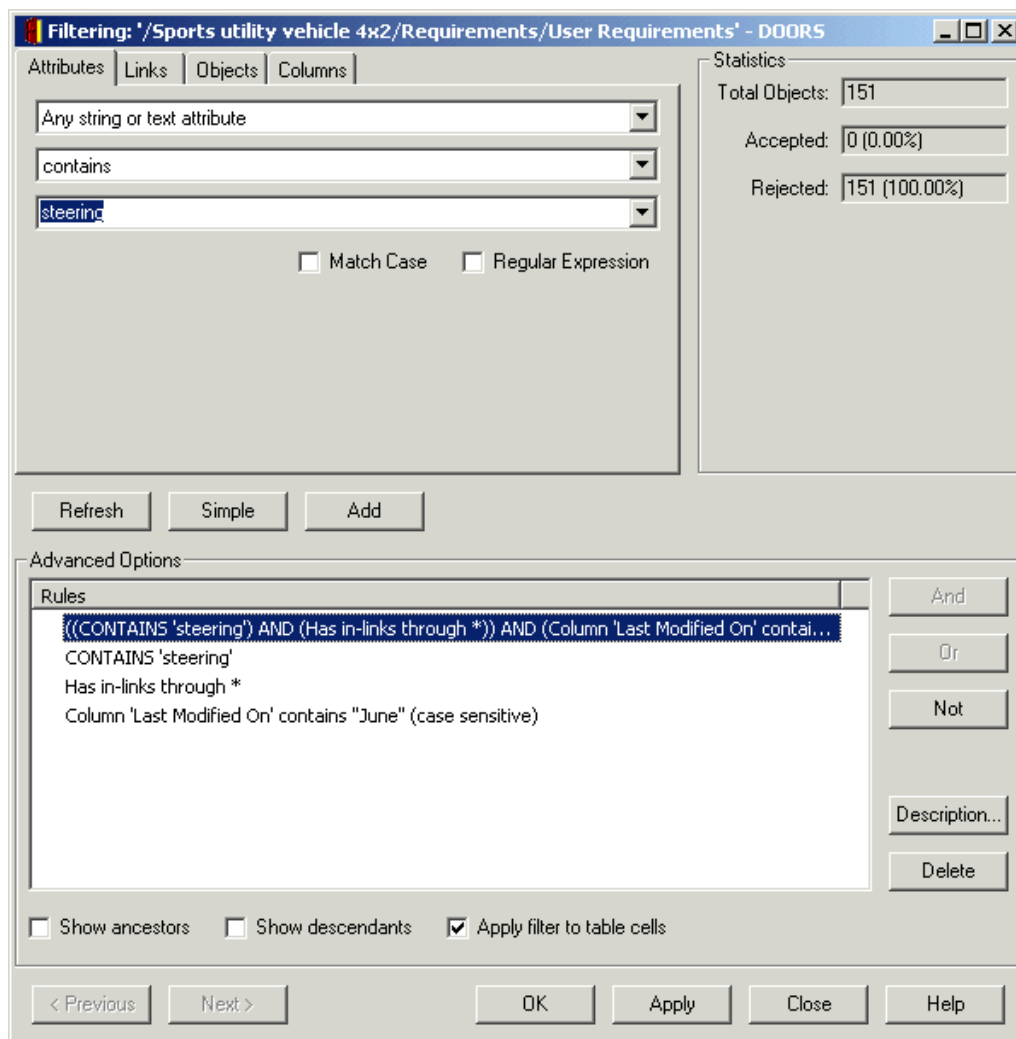 Filtering: '/Sports utility vehicle 4x2/Requirements/User Requirements' - DOORS
Attributes Links Objects Columns
Any string or text attribute
contains
steering
Match Case Regular Expression
Statistics
Total Objects: 151
Accepted: 0 (0.00%)
Rejected: 151 (100.00%)
Refresh Simple Add
Advanced Options
Rules
((CONTAINS 'steering') AND (Has in-links through *)) AND (Column 'Last Modified On' contai...
CONTAINS 'steering'
Has in-links through *
Column 'Last Modified On' contains "June" (case sensitive)
And
Or
Not
Description...
Delete
Show ancestors Show descendants Apply filter to table cells
< Previous Next > OK Apply Close Help